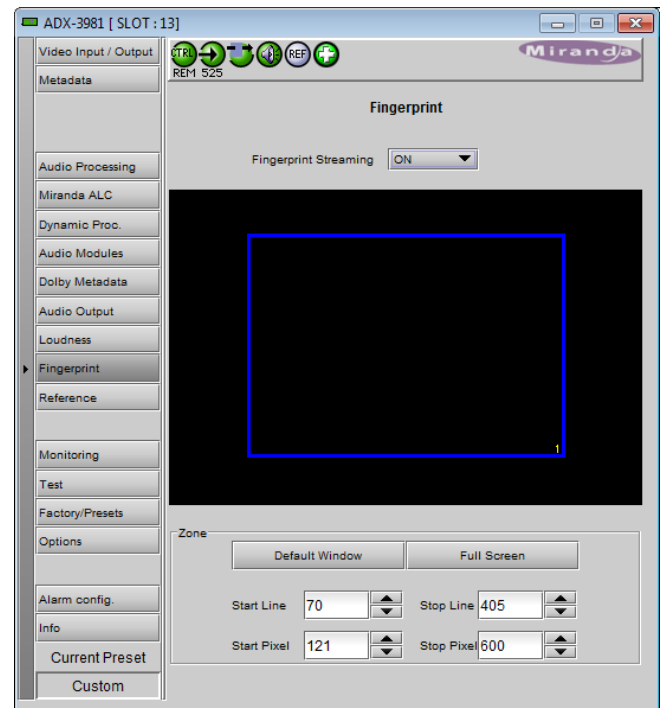 ADX-3981 [ SLOT : 13]
Video Input / Output
Metadata
Audio Processing
Miranda ALC
Dynamic Proc.
Audio Modules
Dolby Metadata
Audio Output
Loudness
Fingerprint
Reference
Monitoring
Test
Factory/Presets
Options
Alarm config.
Info
Current Preset
Custom
CTRL
REF
REM 525
Miranda
Fingerprint
Fingerprint Streaming ON
1
Zone
Default Window Full Screen
Start Line 70 Stop Line 405
Start Pixel 121 Stop Pixel 600